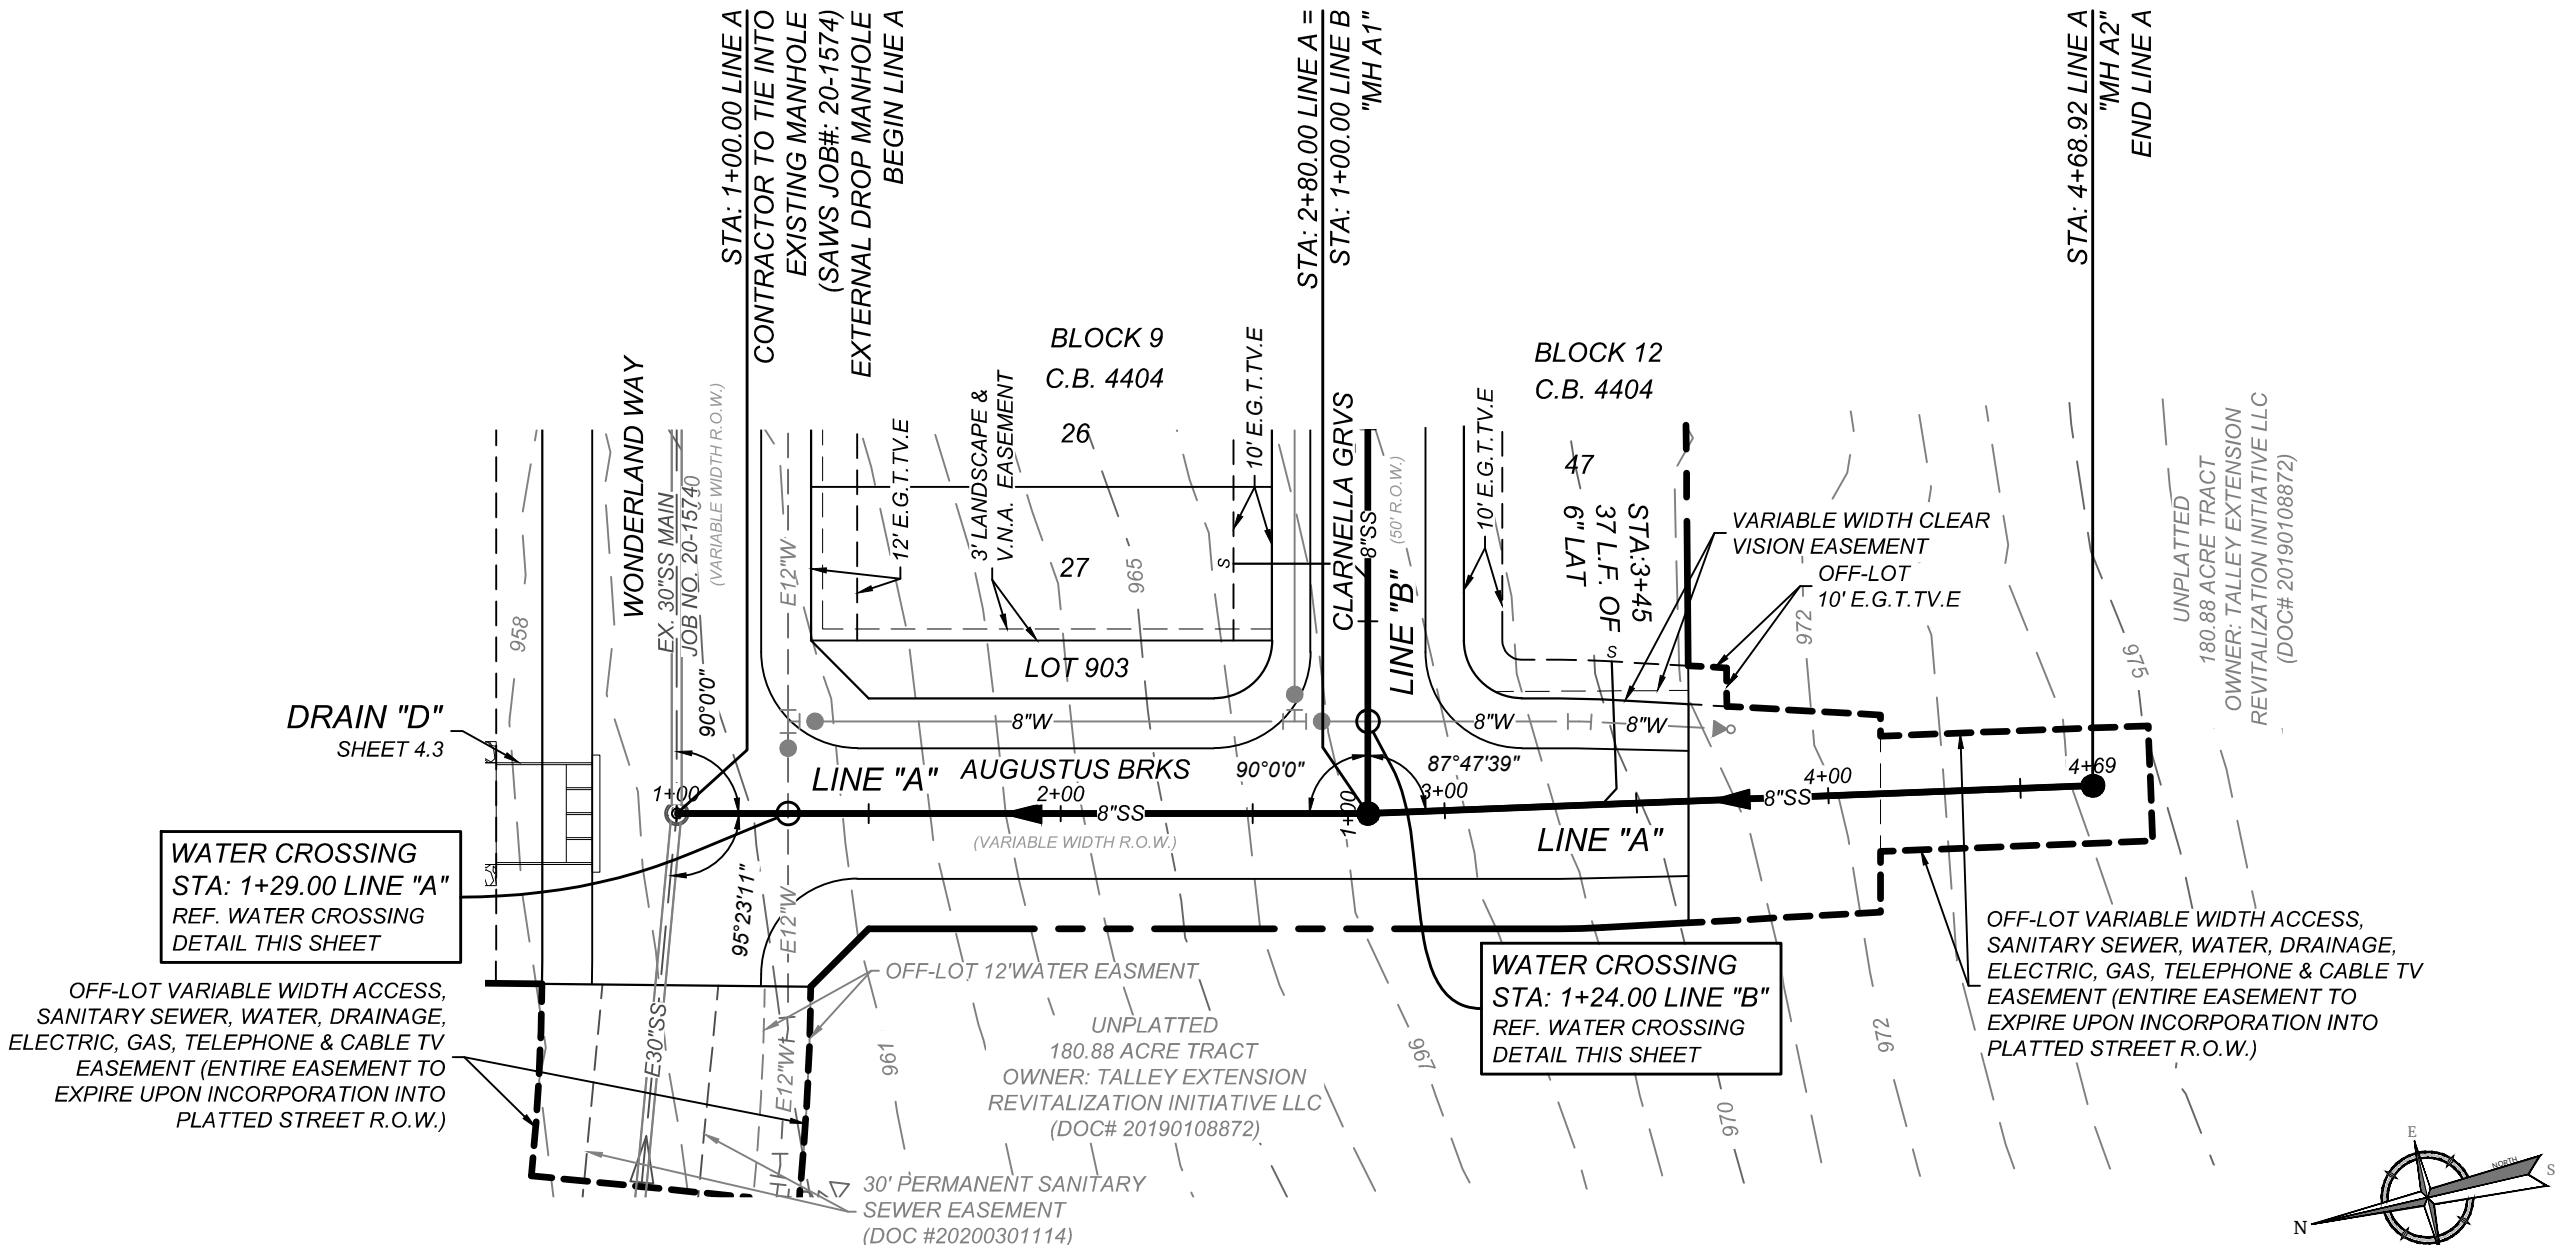 STA: 1+00.00 LINE A
CONTRACTOR TO TIE INTO
EXISTING MANHOLE
(SAWS JOB#: 20-1574)
EXTERNAL DROP MANHOLE
BEGIN LINE A
STA: 2+80.00 LINE A =
STA: 1+00.00 LINE B
"MH A1"
STA: 4+68.92 LINE A
"MH A2"
END LINE A
BLOCK 9
C.B. 4404
26
27
BLOCK 12
C.B. 4404
47
WONDERLAND WAY
EX. 30"SS MAIN
JOB NO. 20-15740
(VARIABLE WIDTH R.O.W.)
E12"W
12' E.G.T.TV.E
3' LANDSCAPE &
V.N.A. EASEMENT
965
10' E.G.T.TV.E
S
CLARNELLA GRVS
8"SS
(50' R.O.W.)
LINE "B"
10' E.G.T.TV.E
STA:3+45
37 L.F. OF
6" LAT
S
VARIABLE WIDTH CLEAR
VISION EASEMENT
OFF-LOT
10' E.G.T.TV.E
972
975
UNPLATTED
180.88 ACRE TRACT
OWNER: TALLEY EXTENSION
REVITALIZATION INITIATIVE LLC
(DOC# 20190108872)
958
LOT 903
DRAIN "D"
SHEET 4.3
90°0'0"
8"W
8"W
8"W
LINE "A"
AUGUSTUS BRKS
90°0'0"
87°47'39"
1+00
2+00
3+00
4+00
4+69
1+00
8"SS
8"SS
(VARIABLE WIDTH R.O.W.)
LINE "A"
WATER CROSSING
STA: 1+29.00 LINE "A"
REF. WATER CROSSING
DETAIL THIS SHEET
95°23'11"
E12"W
OFF-LOT VARIABLE WIDTH ACCESS,
SANITARY SEWER, WATER, DRAINAGE,
ELECTRIC, GAS, TELEPHONE & CABLE TV
EASEMENT (ENTIRE EASEMENT TO
EXPIRE UPON INCORPORATION INTO
PLATTED STREET R.O.W.)
E30"SS
E12"W
OFF-LOT 12'WATER EASMENT
961
UNPLATTED
180.88 ACRE TRACT
OWNER: TALLEY EXTENSION
REVITALIZATION INITIATIVE LLC
(DOC# 20190108872)
30' PERMANENT SANITARY
SEWER EASEMENT
(DOC #20200301114)
967
WATER CROSSING
STA: 1+24.00 LINE "B"
REF. WATER CROSSING
DETAIL THIS SHEET
970
972
OFF-LOT VARIABLE WIDTH ACCESS,
SANITARY SEWER, WATER, DRAINAGE,
ELECTRIC, GAS, TELEPHONE & CABLE TV
EASEMENT (ENTIRE EASEMENT TO
EXPIRE UPON INCORPORATION INTO
PLATTED STREET R.O.W.)
E
NORTH
S
N